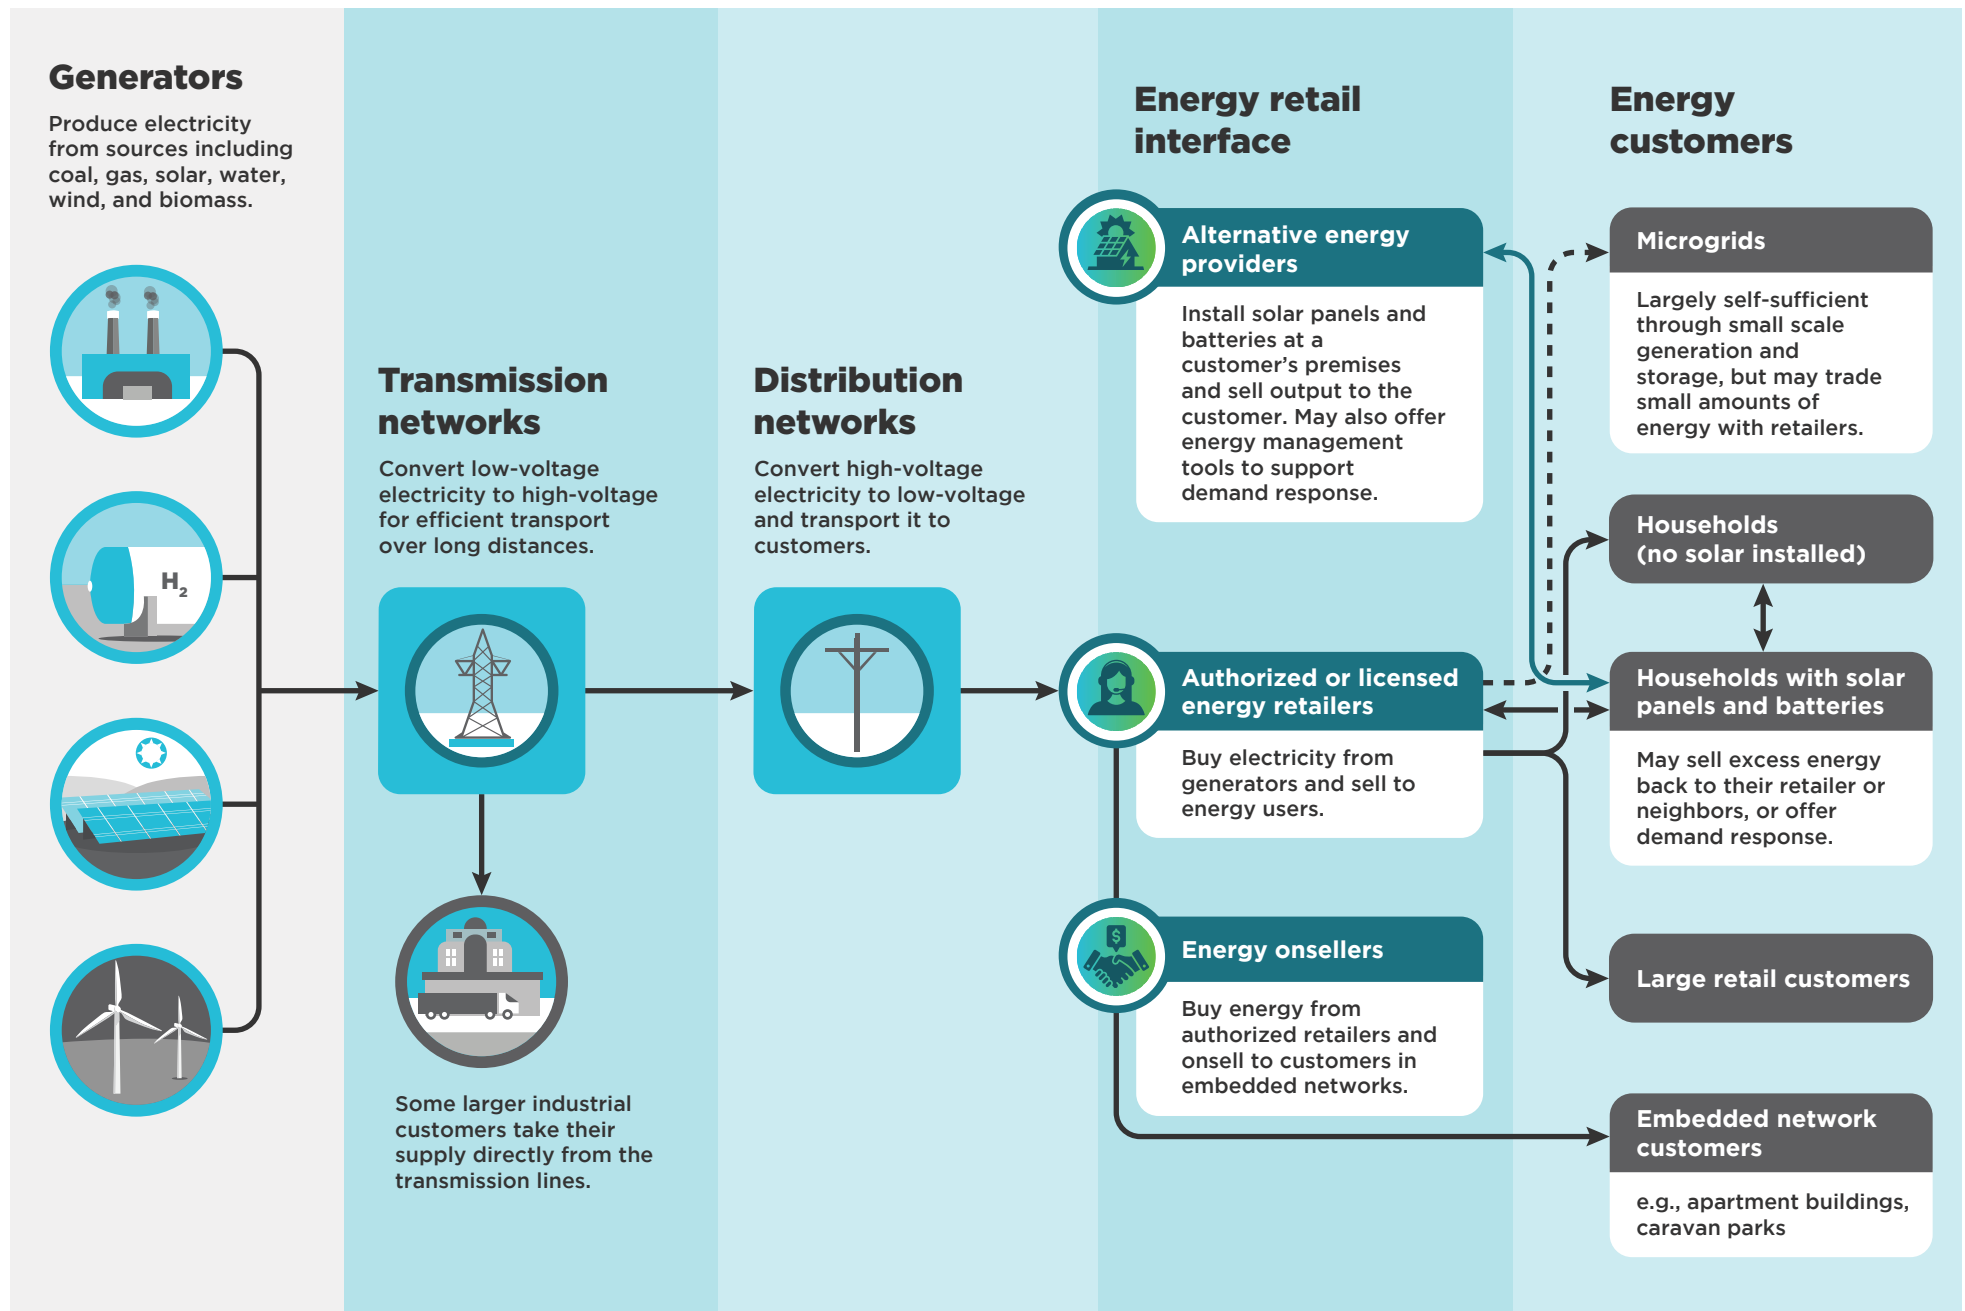 Generators
Produce electricity
from sources including
coal, gas, solar, water,
wind, and biomass.
H2
Transmission
networks
Convert low-voltage
electricity to high-voltage
for efficient transport
over long distances.
Some larger industrial
customers take their
supply directly from the
transmission lines.
Distribution
networks
Convert high-voltage
electricity to low-voltage
and transport it to
customers.
Energy retail
interface
Alternative energy
providers
Install solar panels and
batteries at a
customer’s premises
and sell output to the
customer. May also offer
energy management
tools to support
demand response.
Authorized or licensed
energy retailers
Buy electricity from
generators and sell to
energy users.
$
Energy onsellers
Buy energy from
authorized retailers and
onsell to customers in
embedded networks.
Energy
customers
Microgrids
Largely self-sufficient
through small scale
generation and
storage, but may trade
small amounts of
energy with retailers.
Households
(no solar installed)
Households with solar
panels and batteries
May sell excess energy
back to their retailer or
neighbors, or offer
demand response.
Large retail customers
Embedded network
customers
e.g., apartment buildings,
caravan parks